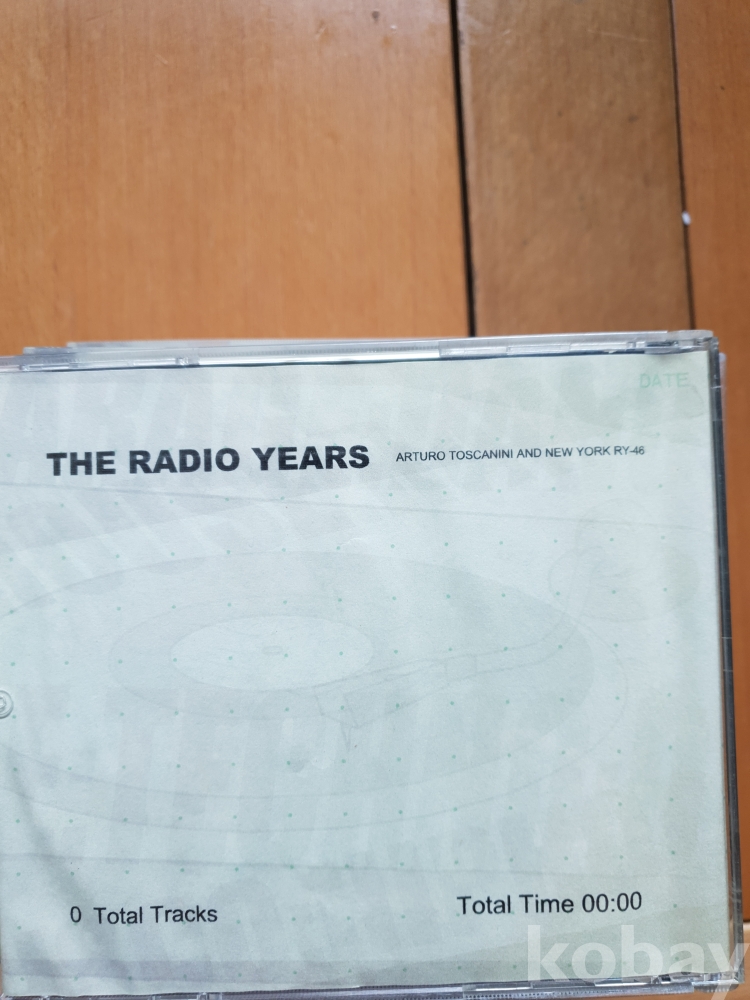 DATE
THE RADIO YEARS ARTURO TOSCANINI AND NEW YORK RY-46
0 Total Tracks Total Time 00:00
kobay